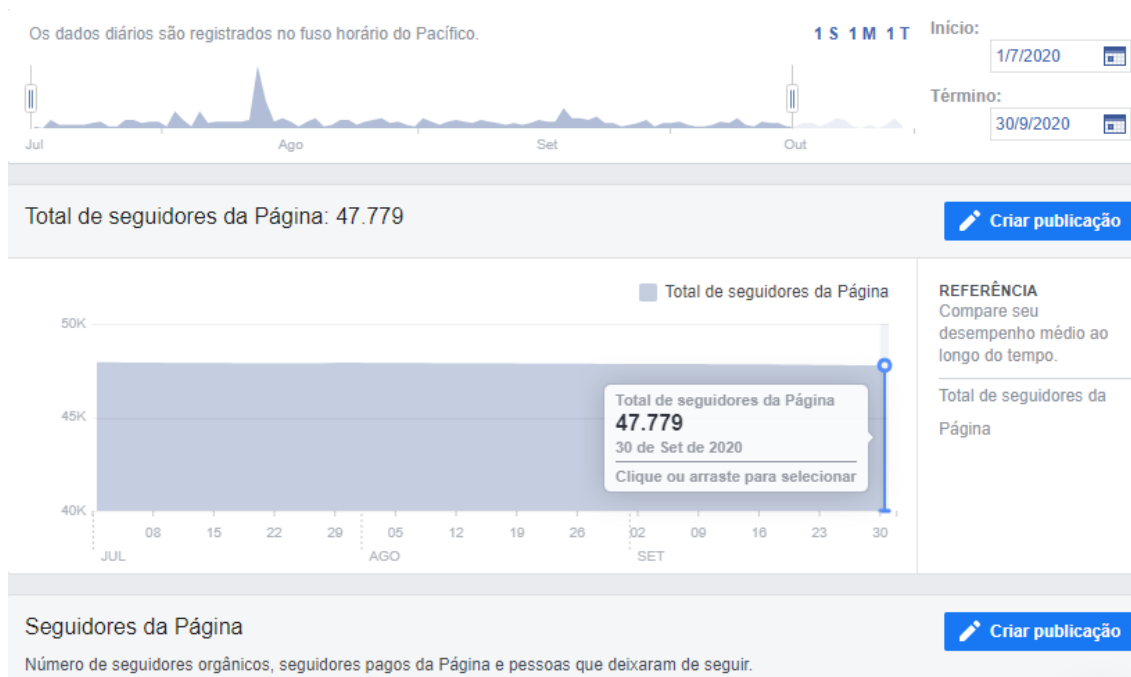 Os dados diários são registrados no fuso horário do Pacífico.
1 S 1 M 1 T
Início:
1/7/2020
Término:
30/9/2020
Jul Ago Set Out
Total de seguidores da Página: 47.779
Criar publicação
Total de seguidores da Página
REFERÊNCIA
Compare seu
desempenho médio ao
longo do tempo.
Total de seguidores da
Página
50K
45K
40K
Total de seguidores da Página
47.779
30 de Set de 2020
Clique ou arraste para selecionar
08 15 22 29 05 12 19 26 02 09 16 23 30
JUL AGO SET
Seguidores da Página
Criar publicação
Número de seguidores orgânicos, seguidores pagos da Página e pessoas que deixaram de seguir.